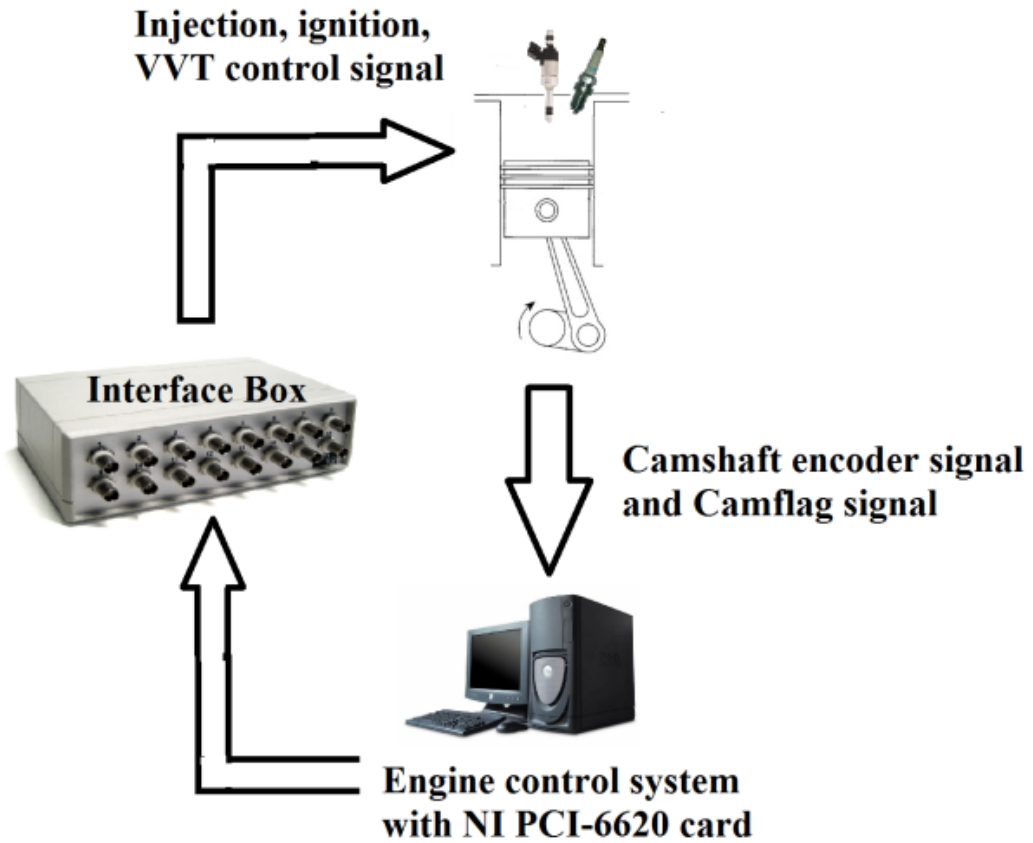 Injection, ignition,
VVT control signal
Interface Box
Camshaft encoder signal
and Camflag signal
Engine control system
with NI PCI-6620 card